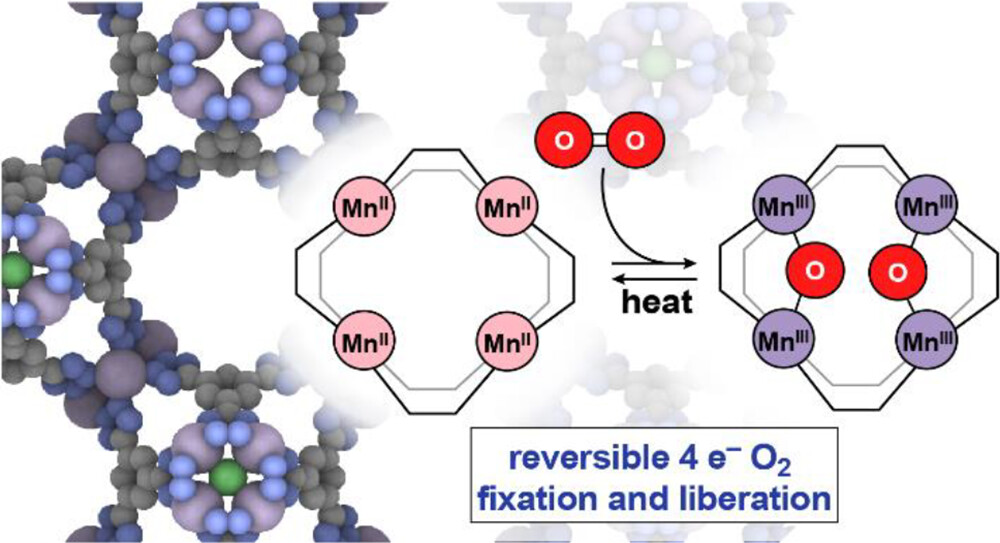 O O
Mn^II Mn^II Mn^III Mn^III
O O
heat
Mn^II Mn^II Mn^III Mn^III
reversible 4 e⁻ O₂
fixation and liberation